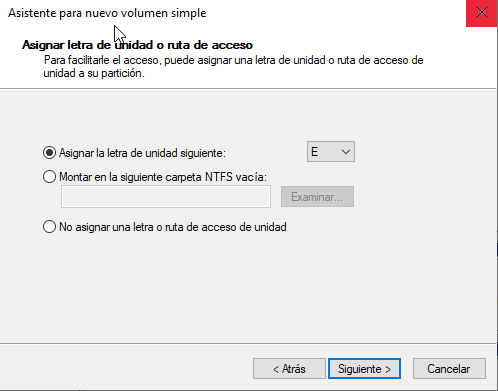 Asistente para nuevo volumen simple
Asignar letra de unidad o ruta de acceso
Para facilitarle el acceso, puede asignar una letra de unidad o ruta de acceso de
unidad a su partición.
Asignar la letra de unidad siguiente:
E
Montar en la siguiente carpeta NTFS vacía:
Examinar...
No asignar una letra o ruta de acceso de unidad
< Atrás
Siguiente >
Cancelar